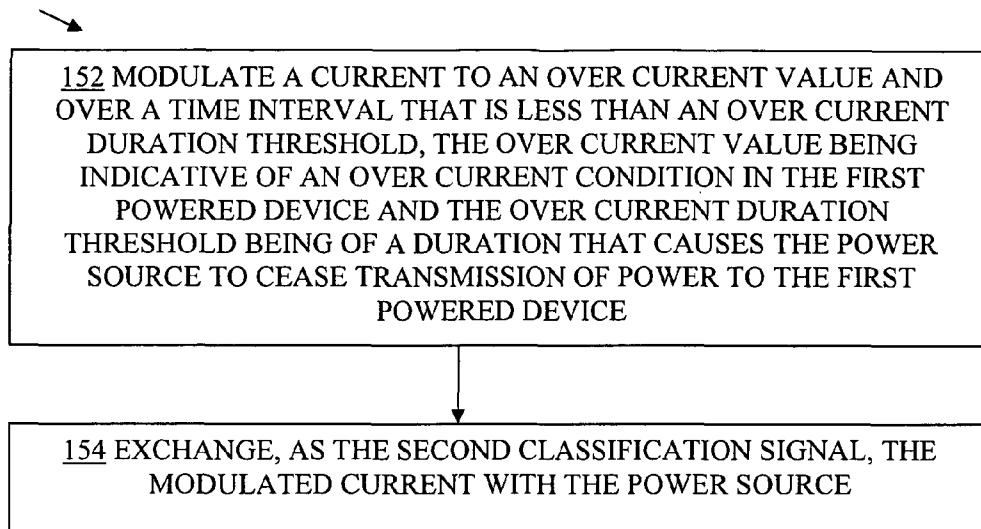 152 MODULATE A CURRENT TO AN OVER CURRENT VALUE AND
OVER A TIME INTERVAL THAT IS LESS THAN AN OVER CURRENT
DURATION THRESHOLD, THE OVER CURRENT VALUE BEING
INDICATIVE OF AN OVER CURRENT CONDITION IN THE FIRST
POWERED DEVICE AND THE OVER CURRENT DURATION
THRESHOLD BEING OF A DURATION THAT CAUSES THE POWER
SOURCE TO CEASE TRANSMISSION OF POWER TO THE FIRST
POWERED DEVICE
154 EXCHANGE, AS THE SECOND CLASSIFICATION SIGNAL, THE
MODULATED CURRENT WITH THE POWER SOURCE